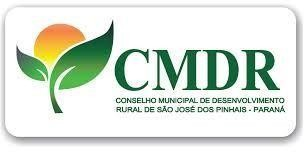 CMDR
CONSELHO MUNICIPAL DE DESENVOLVIMENTO
RURAL DE SÃO JOSÉ DOS PINHAIS - PARANÁ